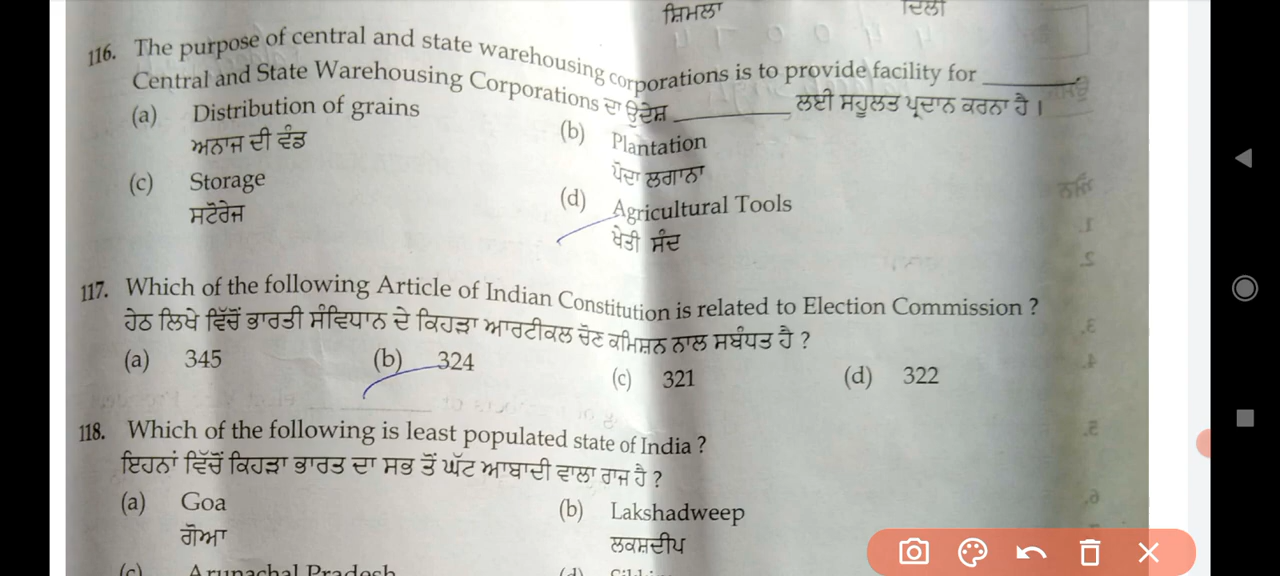 ਸ਼ਿਮਲਾ ਦਿਲੀ
116. The purpose of central and state warehousing corporations is to provide facility for ________.
Central and State Warehousing Corporations ਦਾ ਉਦੇਸ਼ ________ ਲਈ ਸਹੂਲਤ ਪ੍ਰਦਾਨ ਕਰਨਾ ਹੈ।
(a) Distribution of grains (b) Plantation
ਅਨਾਜ ਦੀ ਵੰਡ ਪੌਦਾ ਲਗਾਨਾ
(c) Storage (d) Agricultural Tools
ਸਟੋਰੇਜ ਖੇਤੀ ਸੰਦ
117. Which of the following Article of Indian Constitution is related to Election Commission ?
ਹੇਠ ਲਿਖੇ ਵਿੱਚੋਂ ਭਾਰਤੀ ਸੰਵਿਧਾਨ ਦੇ ਕਿਹੜਾ ਆਰਟੀਕਲ ਚੋਣ ਕਮਿਸ਼ਨ ਨਾਲ ਸਬੰਧਤ ਹੈ ?
(a) 345 (b) 324 (c) 321 (d) 322
118. Which of the following is least populated state of India ?
ਇਹਨਾਂ ਵਿੱਚੋਂ ਕਿਹੜਾ ਭਾਰਤ ਦਾ ਸਭ ਤੋਂ ਘੱਟ ਆਬਾਦੀ ਵਾਲਾ ਰਾਜ ਹੈ ?
(a) Goa (b) Lakshadweep
ਗੋਆ ਲਕਸ਼ਦੀਪ
(c) Arunachal Pradesh (d)